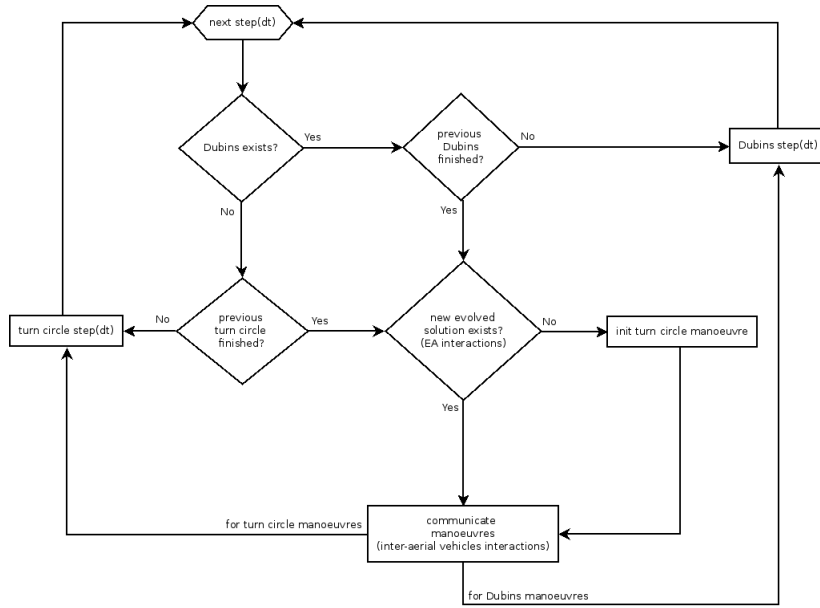 next step(dt)
Dubins exists?
Yes
previous
Dubins
finished?
No
Dubins step(dt)
No
Yes
turn circle step(dt)
No
previous
turn circle
finished?
Yes
new evolved
solution exists?
(EA interactions)
No
init turn circle manoeuvre
Yes
for turn circle manoeuvres
communicate
manoeuvres
(inter-aerial vehicles interactions)
for Dubins manoeuvres